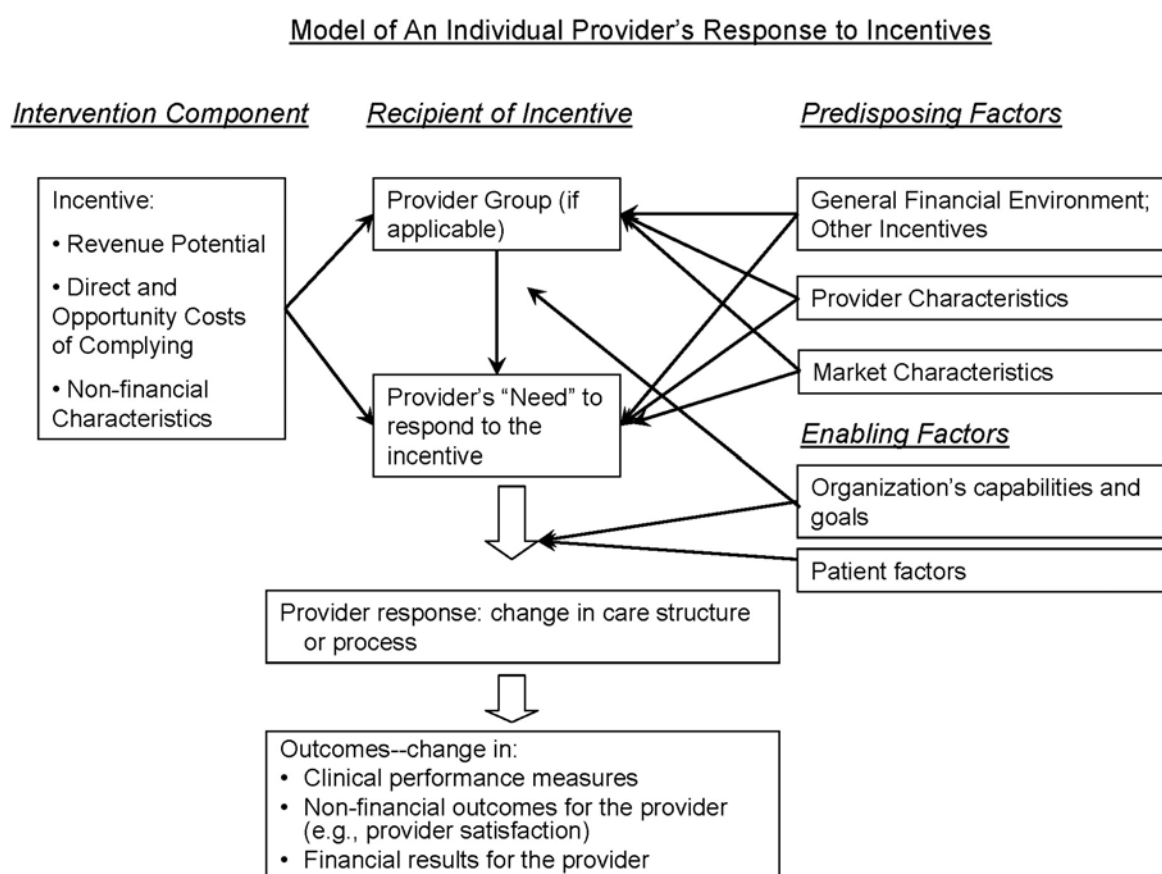 Model of An Individual Provider's Response to Incentives
Intervention Component
Recipient of Incentive
Predisposing Factors
Incentive:
• Revenue Potential
• Direct and
Opportunity Costs
of Complying
• Non-financial
Characteristics
Provider Group (if
applicable)
Provider's “Need” to
respond to the
incentive
General Financial Environment;
Other Incentives
Provider Characteristics
Market Characteristics
Enabling Factors
Organization's capabilities and
goals
Patient factors
Provider response: change in care structure
or process
Outcomes--change in:
• Clinical performance measures
• Non-financial outcomes for the provider
(e.g., provider satisfaction)
• Financial results for the provider